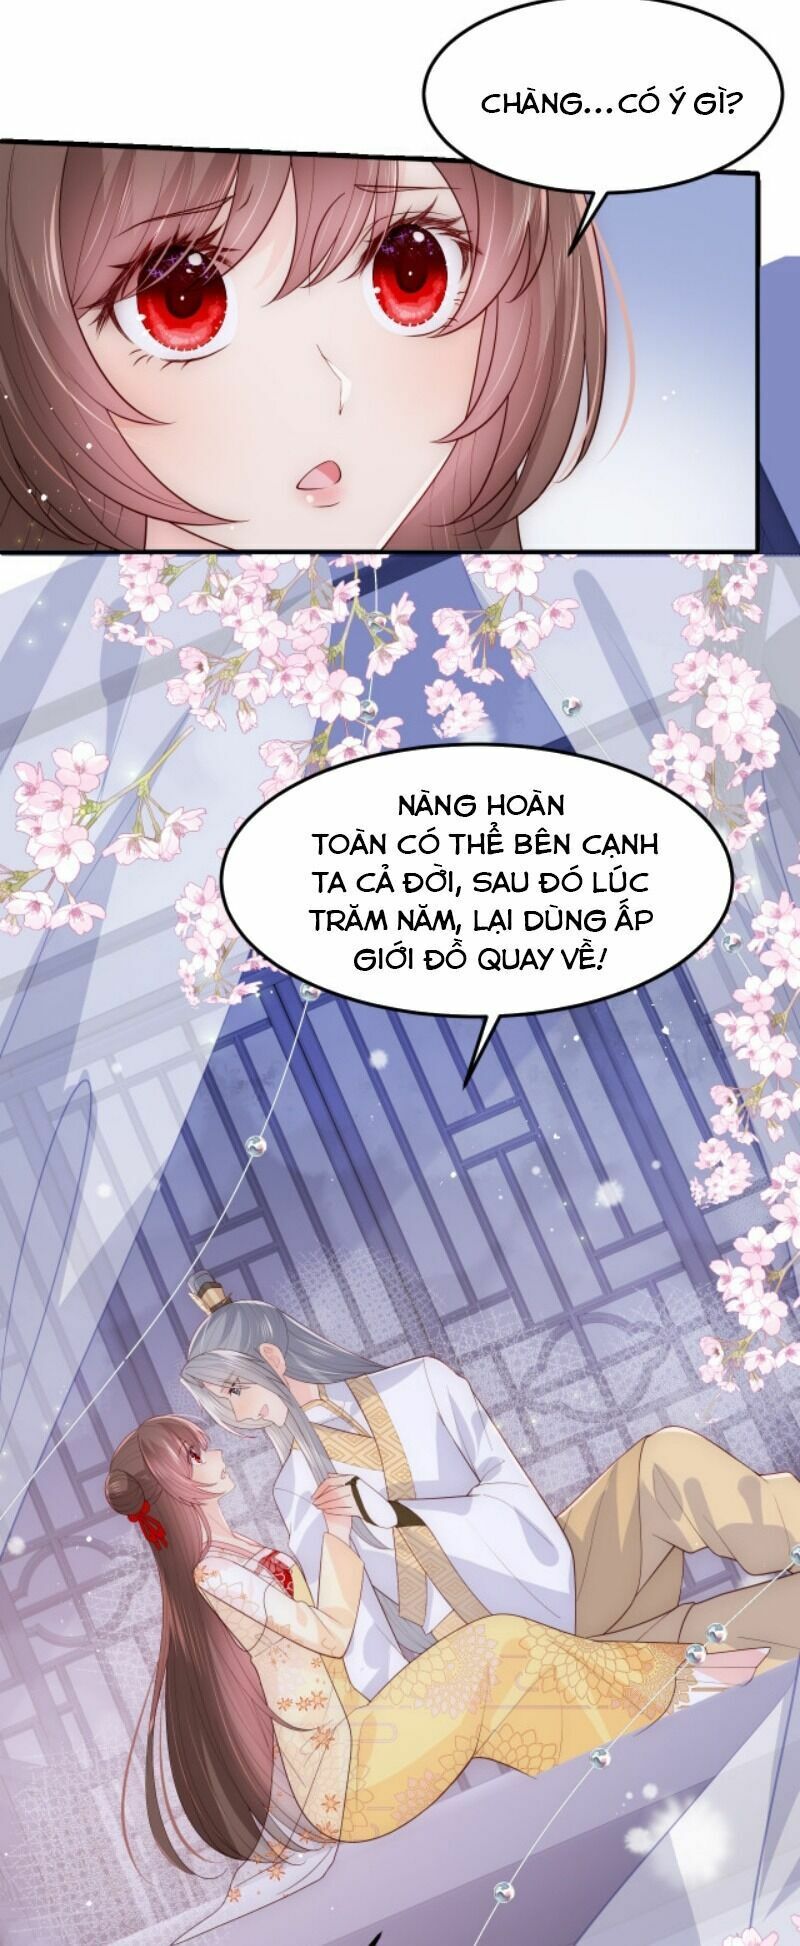 CHÀNG...CÓ Ý GÌ?
NÀNG HOÀN
TOÀN CÓ THỂ BÊN CẠNH
TA CẢ ĐỜI, SAU ĐÓ LÚC
TRĂM NĂM, LẠI DÙNG ẤP
GIỚI ĐỒ QUAY VỀ!